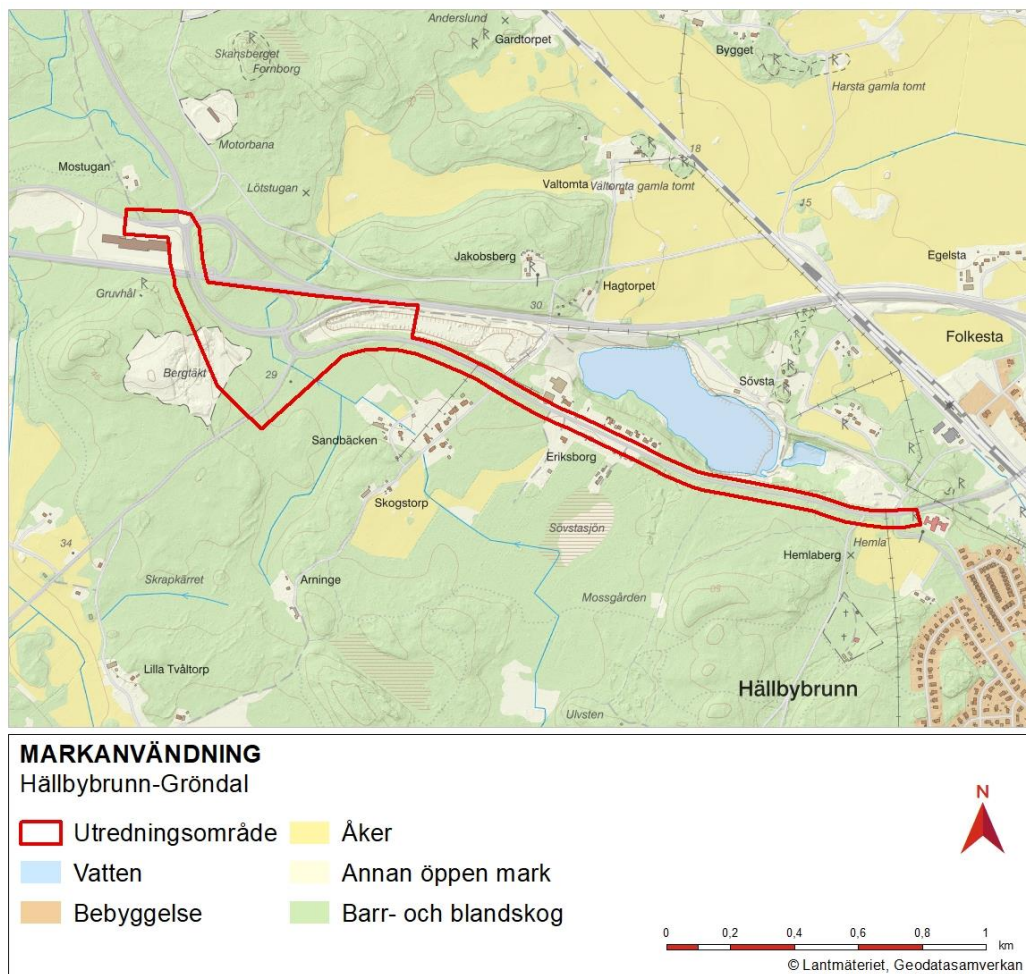 Anderslund
Gardtorpet
Skansberget
Fornborg
Bygget
Harsta gamla tomt
Motorbana
Mostugan
Lötstugan
18
Valtomta
Valtomta gamla tomt
15
Jakobsberg
Egelsta
Gruvhål
Hagtorpet
30
Folkesta
Bergtäkt
29
Sövsta
Sandbäcken
Eriksborg
Skogstorp
Sövstasjön
34
Hemla
Hemlaberg
Skrapkärret
Arninge
Mossgården
50
Lilla Tvåltorp
Hällbybrunn
Ulvsten
MARKANVÄNDNING
Hällbybrunn-Gröndal
Utredningsområde
Åker
Vatten
Annan öppen mark
Bebyggelse
Barr- och blandskog
N
0 0,2 0,4 0,6 0,8 1
km
© Lantmäteriet, Geodatasamverkan